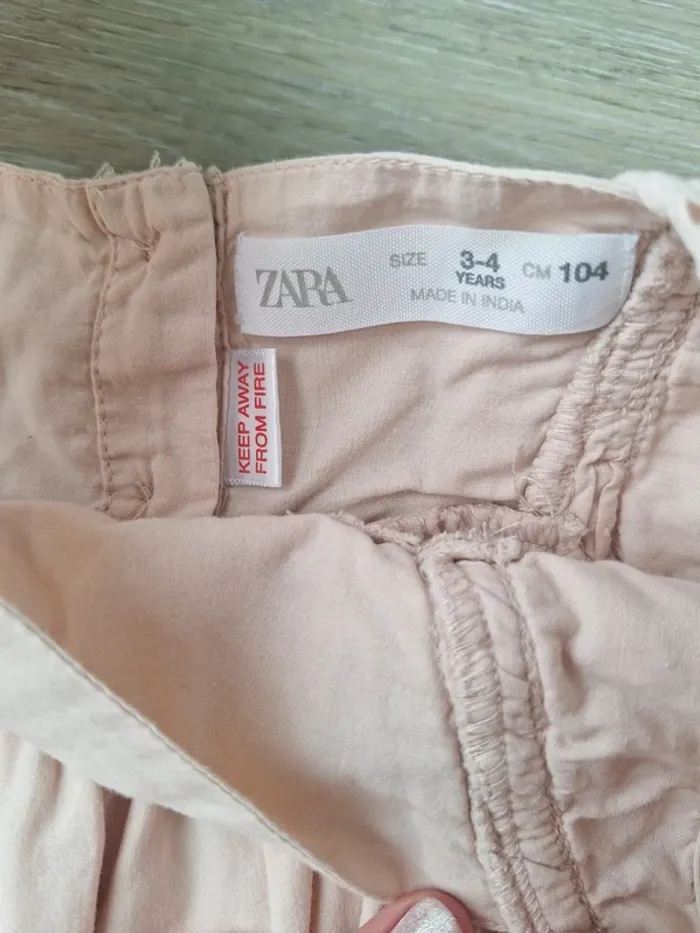 ZARA
SIZE 3-4 YEARS CM 104
MADE IN INDIA
KEEP AWAY
FROM FIRE